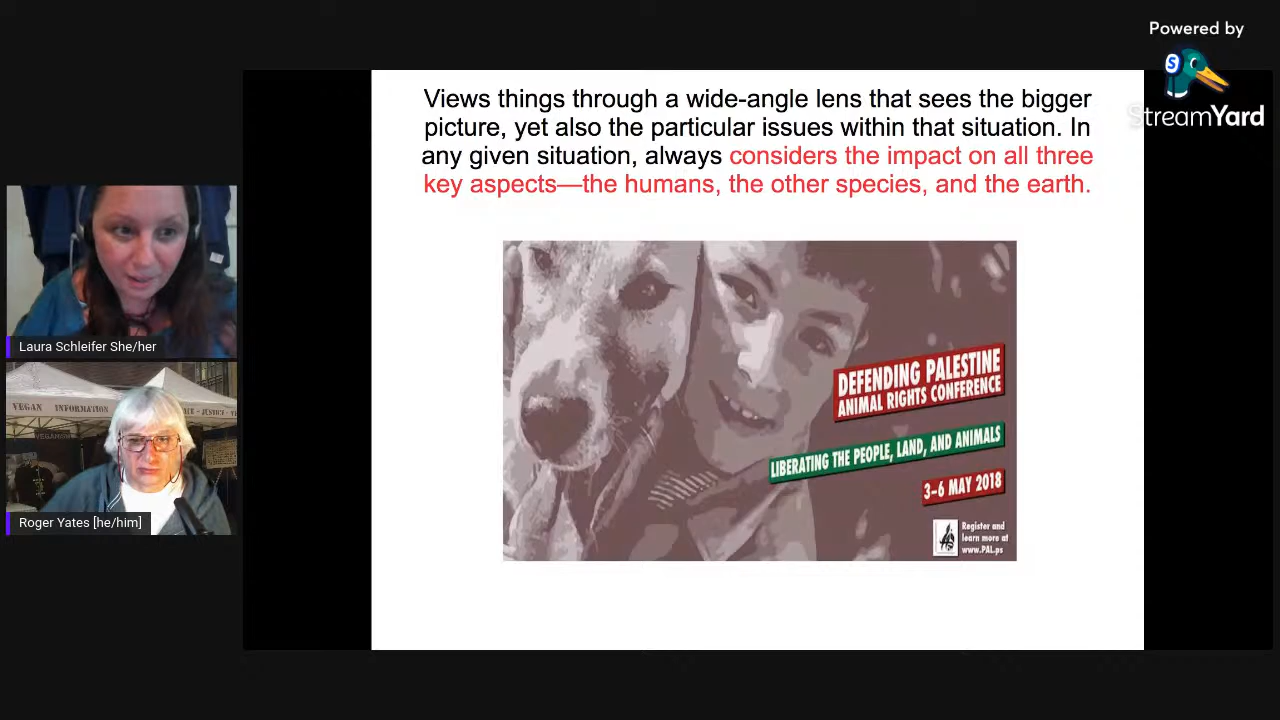 Powered by
StreamYard
Views things through a wide-angle lens that sees the bigger
picture, yet also the particular issues within that situation. In
any given situation, always considers the impact on all three
key aspects—the humans, the other species, and the earth.
DEFENDING PALESTINE
ANIMAL RIGHTS CONFERENCE
LIBERATING THE PEOPLE, LAND, AND ANIMALS
3–6 MAY 2018
Register and
learn more at
www.PAL.ps
Laura Schleifer She/her
VEGAN INFORMATION
Roger Yates [he/him]